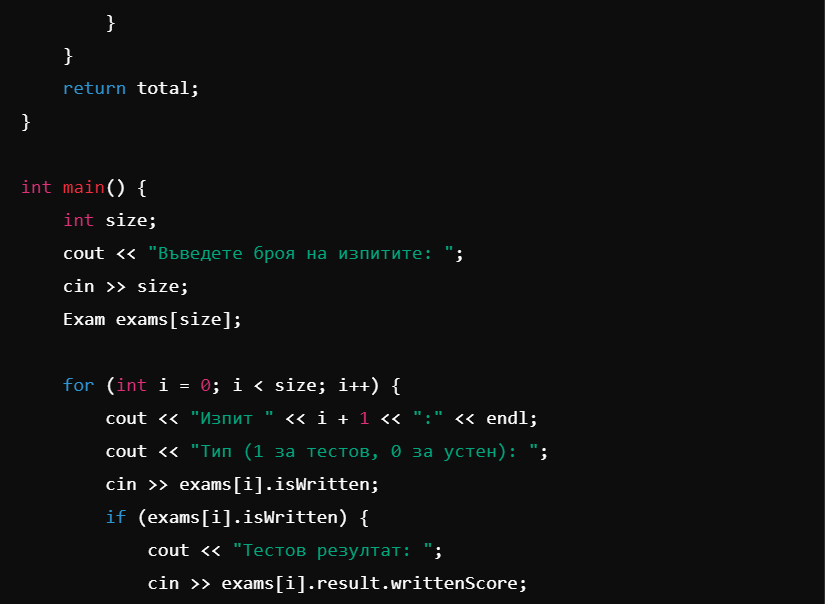 }
    }
    return total;
}

int main() {
    int size;
    cout << "Въведете броя на изпитите: ";
    cin >> size;
    Exam exams[size];

    for (int i = 0; i < size; i++) {
        cout << "Изпит " << i + 1 << ":" << endl;
        cout << "Тип (1 за тестов, 0 за устен): ";
        cin >> exams[i].isWritten;
        if (exams[i].isWritten) {
            cout << "Тестов резултат: ";
            cin >> exams[i].result.writtenScore;